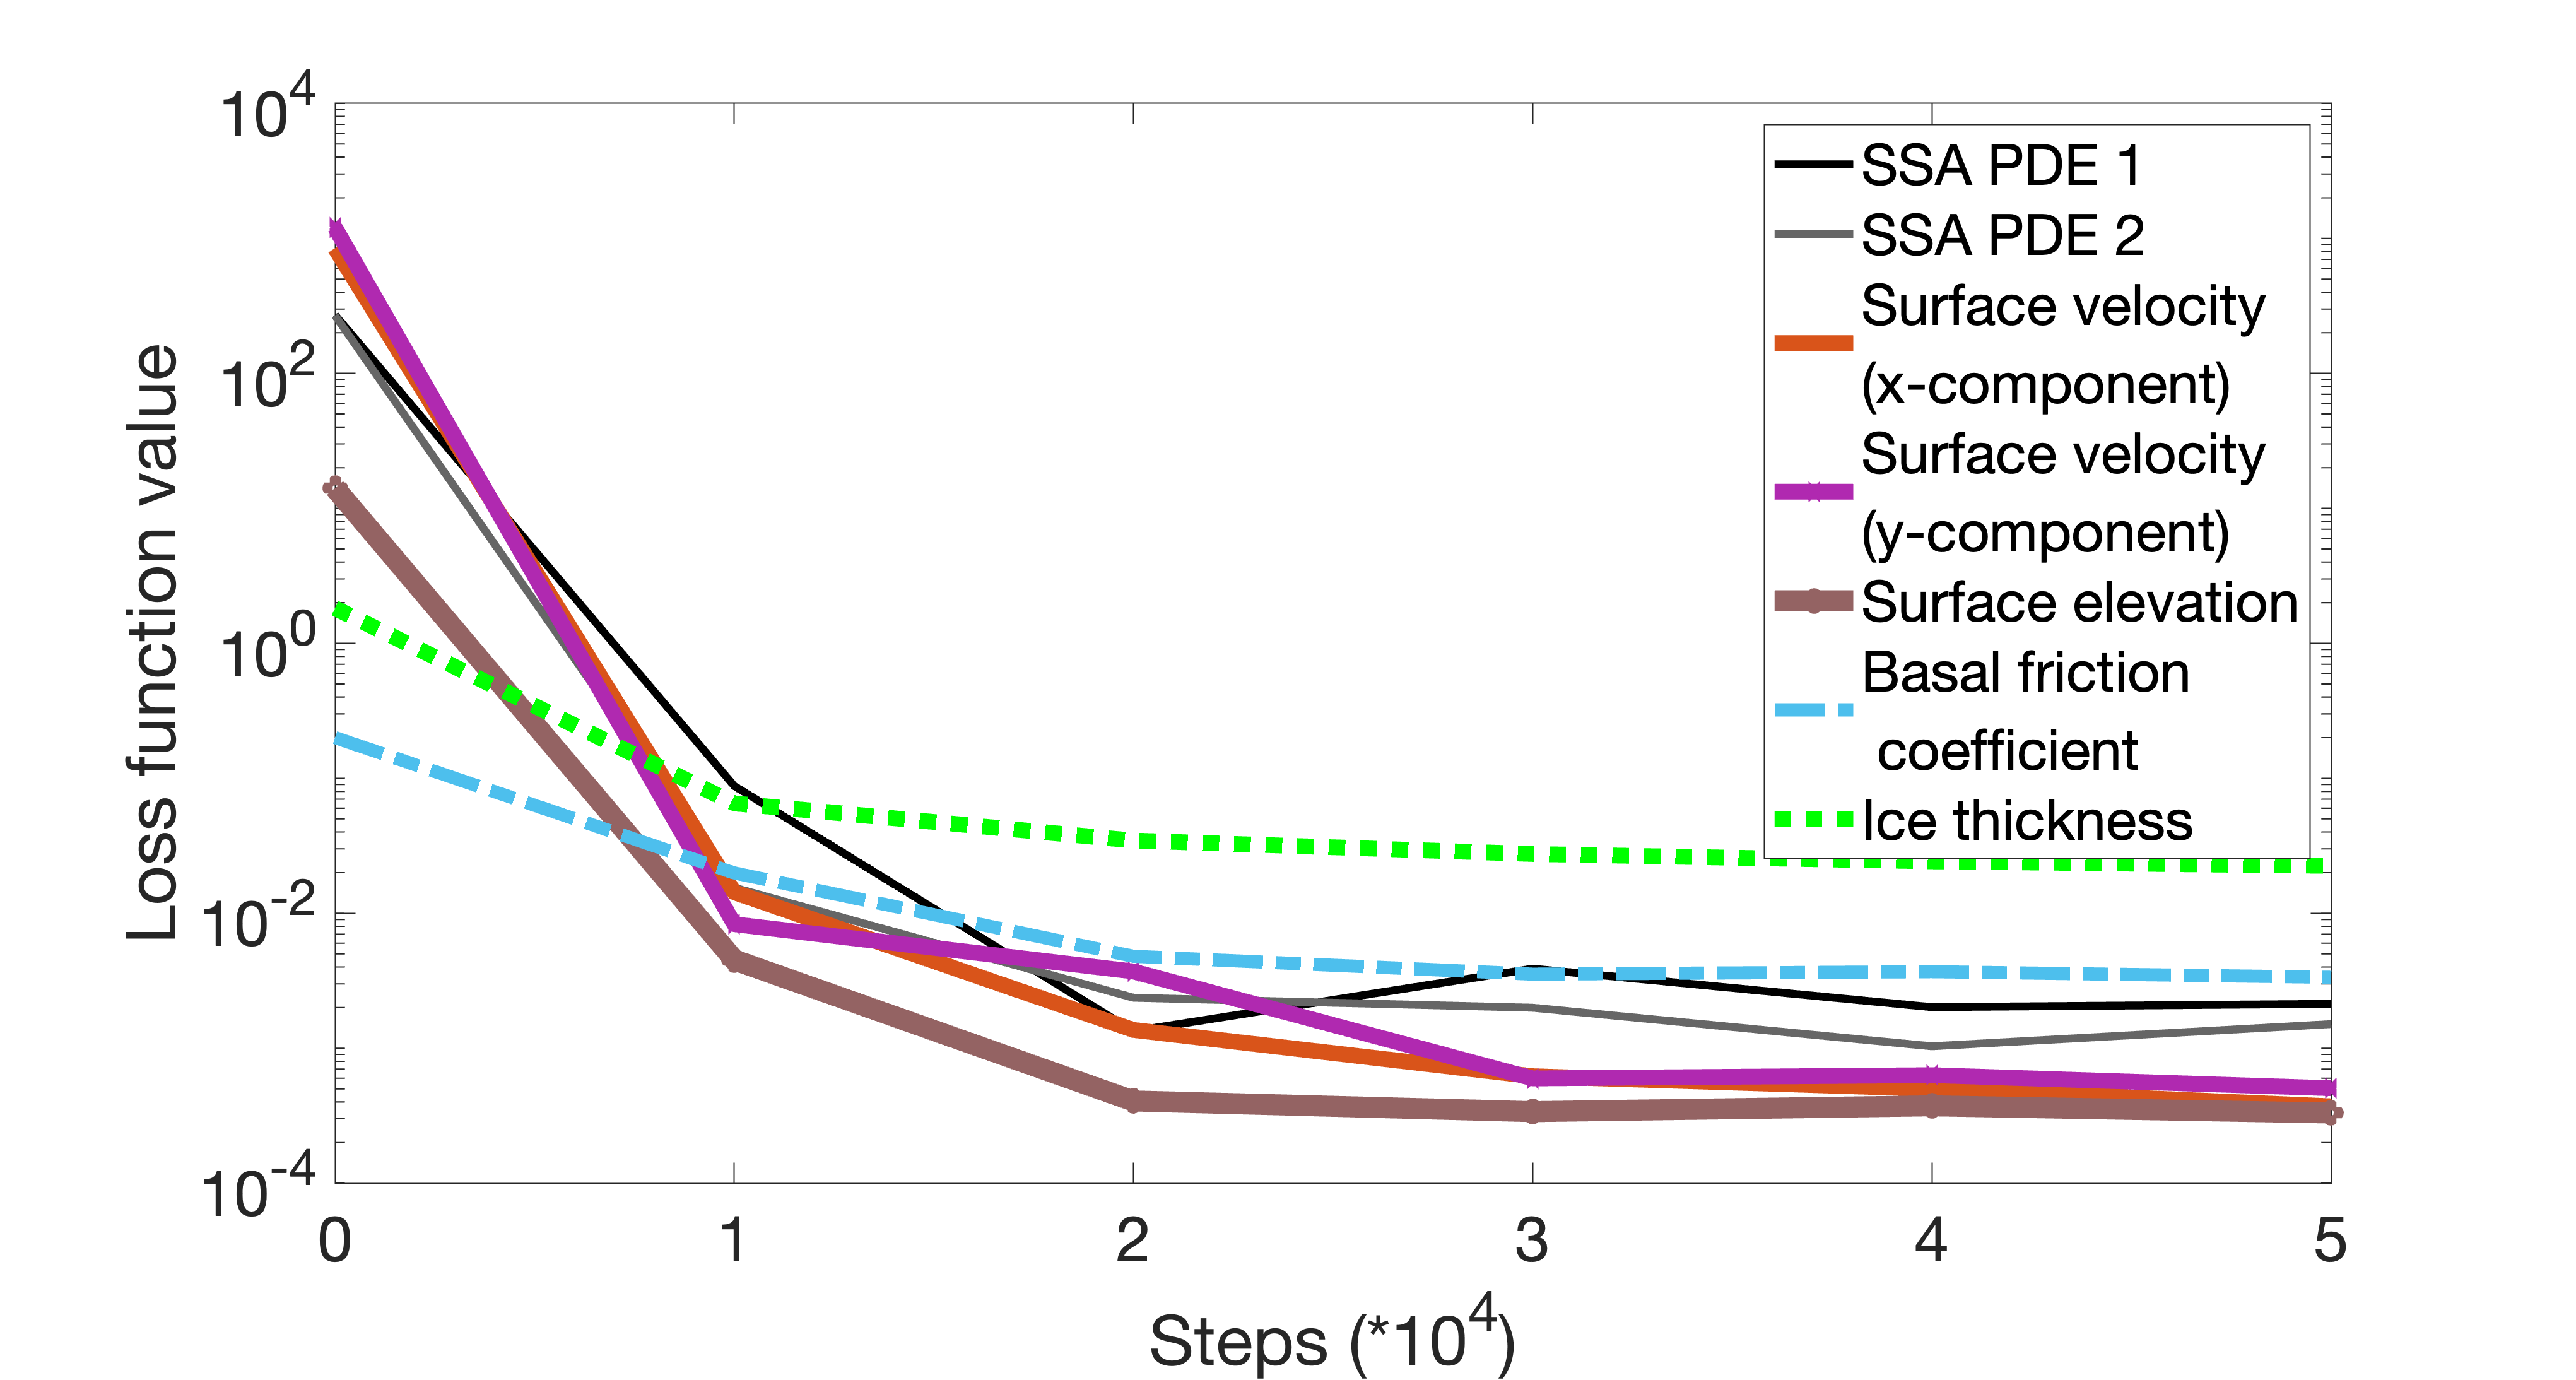 10^4
10^2
10^0
10^-2
10^-4
Loss function value
SSA PDE 1
SSA PDE 2
Surface velocity
(x-component)
Surface velocity
(y-component)
Surface elevation
Basal friction
coefficient
Ice thickness
0 1 2 3 4 5
Steps (*10^4)